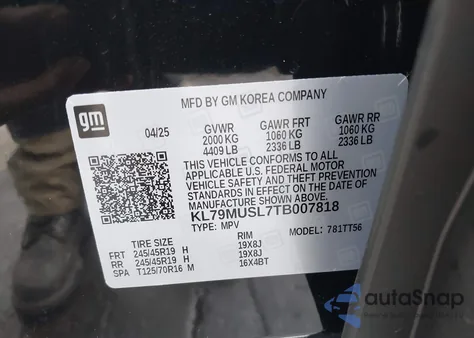 MFD BY GM KOREA COMPANY
gm
04/25 GVWR GAWR FRT GAWR RR
2000 KG 1060 KG 1060 KG
4409 LB 2336 LB 2336 LB
THIS VEHICLE CONFORMS TO ALL
APPLICABLE U.S. FEDERAL MOTOR
VEHICLE SAFETY AND THEFT PREVENTION
STANDARDS IN EFFECT ON THE DATE OF
MANUFACTURE SHOWN ABOVE.
KL79MUSL7TB007818
TYPE: MPV MODEL: 781TT56
TIRE SIZE RIM
FRT 245/45R19 H 19X8J
RR 245/45R19 H 19X8J
SPA T125/70R16 M 16X4BT
autoSnap